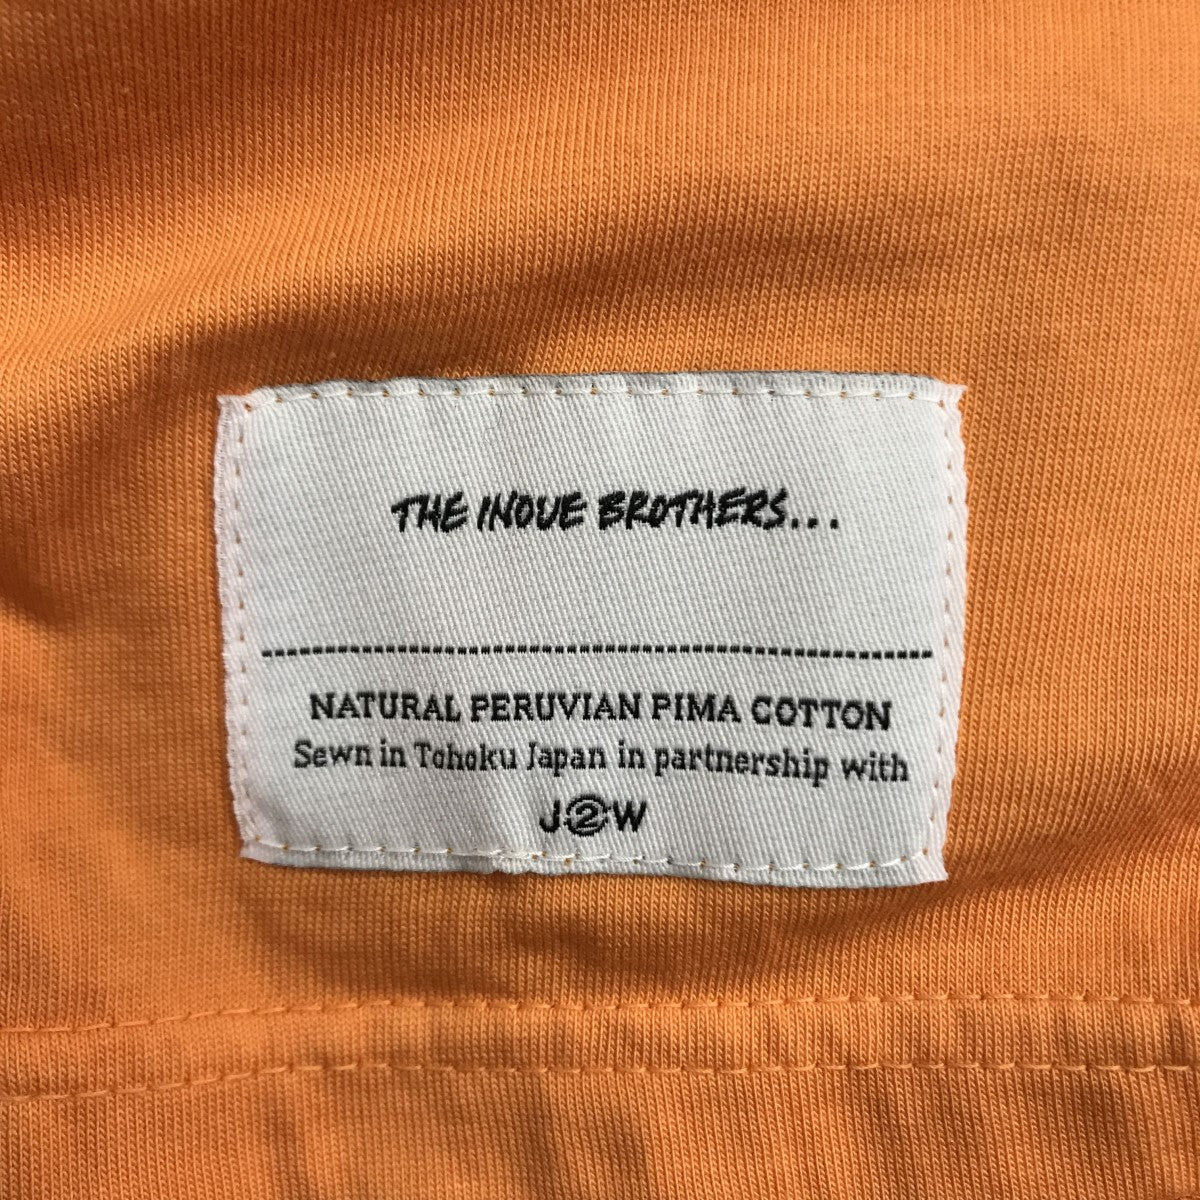 THE INOUE BROTHERS...
NATURAL PERUVIAN PIMA COTTON
Sewn in Tohoku Japan in partnership with
J②W